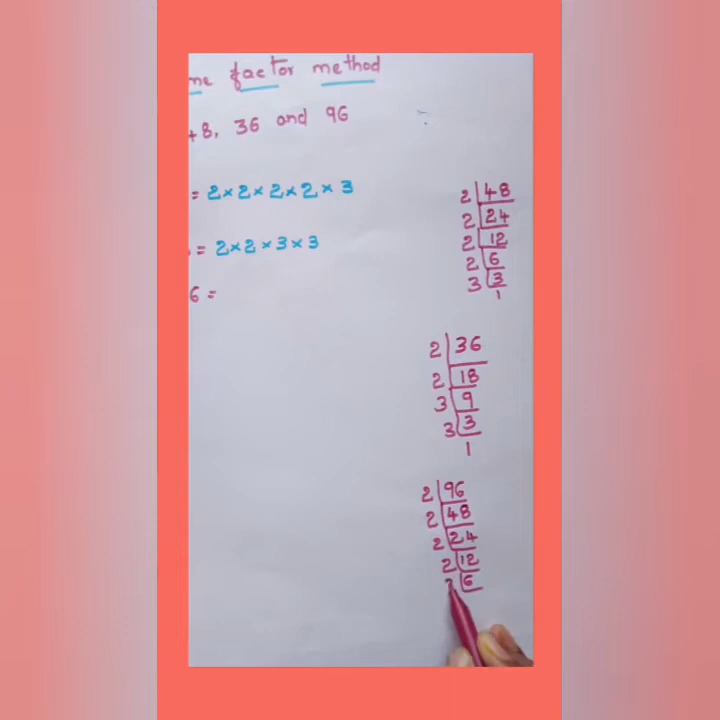 me factor method
48, 36 and 96
= 2 × 2 × 2 × 2 × 3
= 2 × 2 × 3 × 3
6 =
2 | 48
2 | 24
2 | 12
2 | 6
3 | 3
1
2 | 36
2 | 18
3 | 9
3 | 3
1
2 | 96
2 | 48
2 | 24
2 | 12
2 | 6